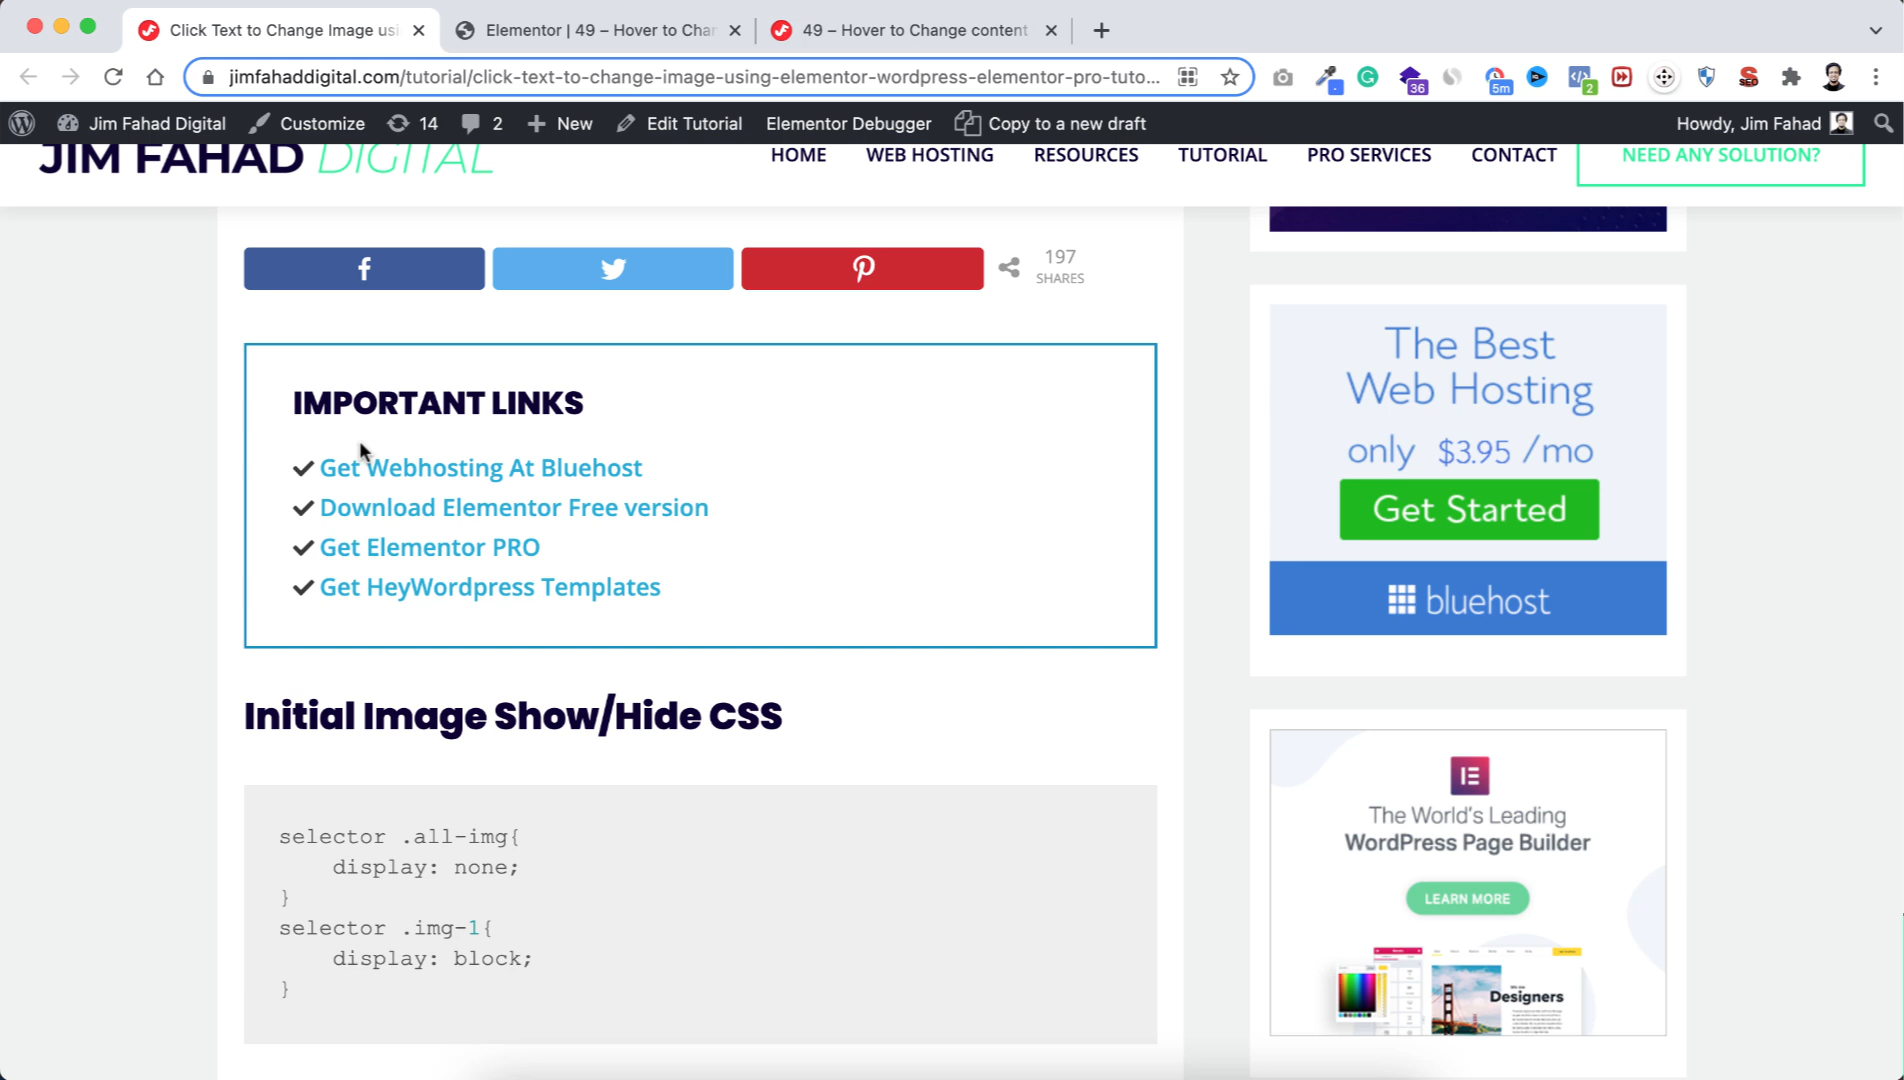 Click Text to Change Image usi
Elementor | 49 – Hover to Char
49 – Hover to Change content
jimfahaddigital.com/tutorial/click-text-to-change-image-using-elementor-wordpress-elementor-pro-tuto...
36
5m
2
SEO
Jim Fahad Digital
Customize
14
2
New
Edit Tutorial
Elementor Debugger
Copy to a new draft
Howdy, Jim Fahad
JIM FAHAD DIGITAL
HOME
WEB HOSTING
RESOURCES
TUTORIAL
PRO SERVICES
CONTACT
NEED ANY SOLUTION?
197
SHARES
IMPORTANT LINKS
Get Webhosting At Bluehost
Download Elementor Free version
Get Elementor PRO
Get HeyWordpress Templates
Initial Image Show/Hide CSS
selector .all-img{
display: none;
}
selector .img-1{
display: block;
}
The Best
Web Hosting
only $3.95 /mo
Get Started
bluehost
The World's Leading
WordPress Page Builder
LEARN MORE
Designers